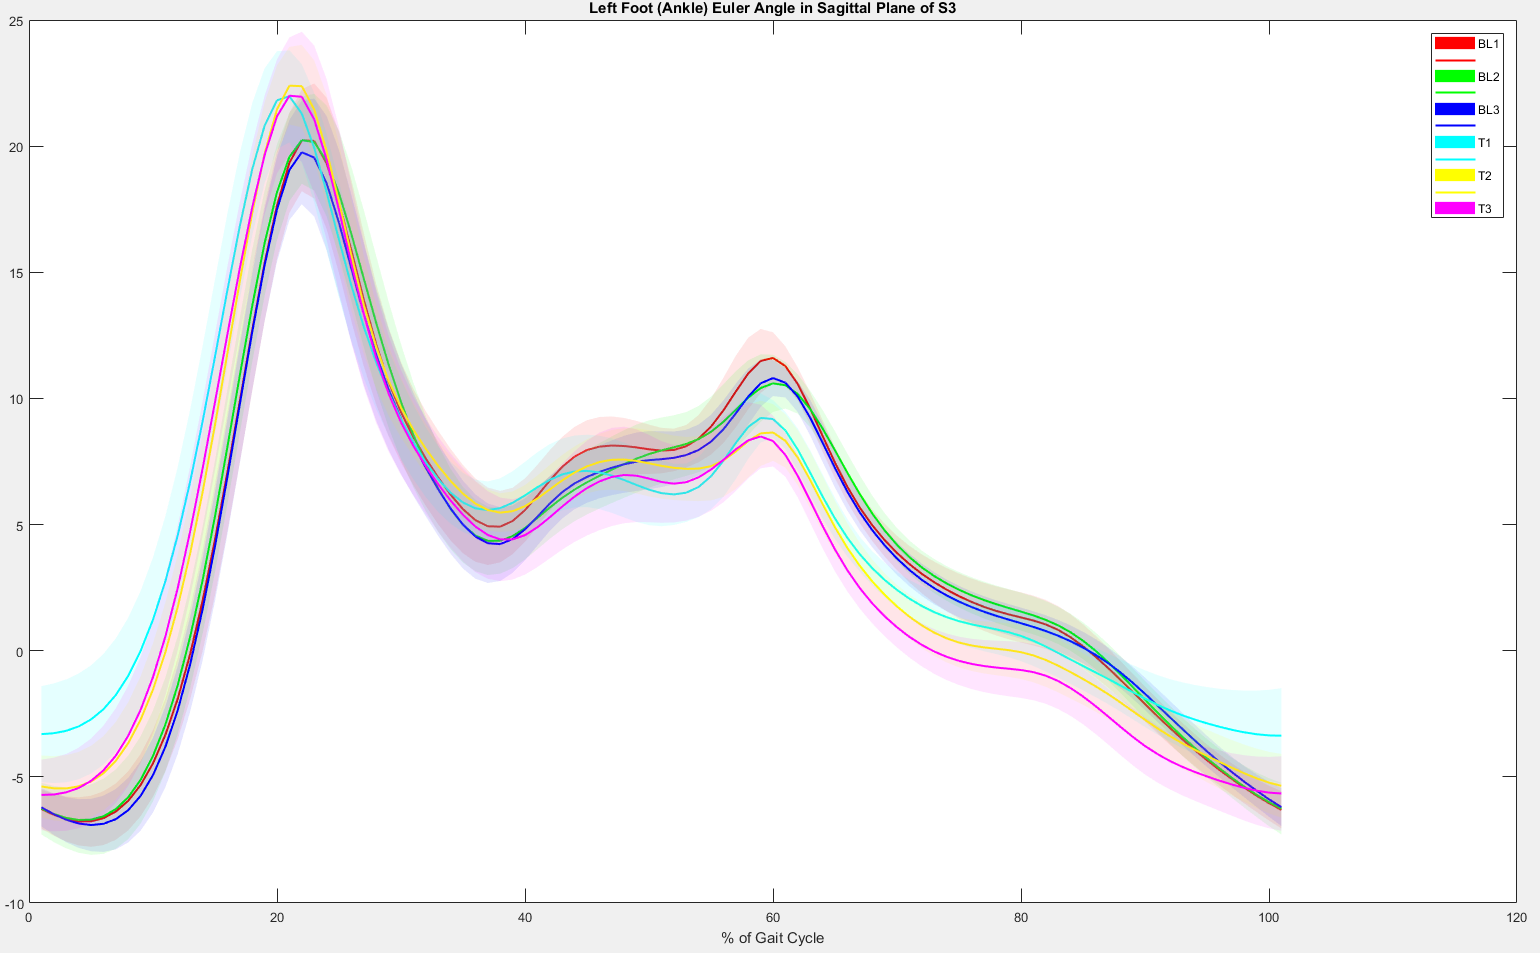 Left Foot (Ankle) Euler Angle in Sagittal Plane of S3
25
20
15
10
5
0
-5
-10
0 20 40 60 80 100 120
% of Gait Cycle
BL1
BL2
BL3
T1
T2
T3